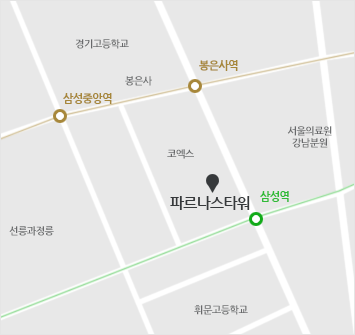 경기고등학교
봉은사역
봉은사
삼성중앙역
서울의료원
강남분원
코엑스
파르나스타워
삼성역
선릉과정릉
휘문고등학교